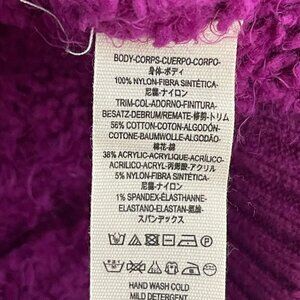 BODY-CORPS-CUERPO-CORPO-
身体-ボディ
100% NYLON-FIBRA SINTÉTICA-
尼龍-ナイロン
TRIM-COL-ADORNO-FINITURA-
BESATZ-DEBRUM/REMATE-修剪-トリム
56% COTTON-COTON-ALGODÓN-
COTONE-BAUMWOLLE-ALGODÃO-
棉花-綿
38% ACRYLIC-ACRYLIQUE-ACRÍLICO-
ACRILICO-ACRYL-丙烯酸-アクリル
5% NYLON-FIBRA SINTÉTICA-
尼龍-ナイロン
1% SPANDEX-ÉLASTHANNE-
ELASTANO-ELASTAN-氨綸-
スパンデックス
HAND WASH COLD
MILD DETERGENT